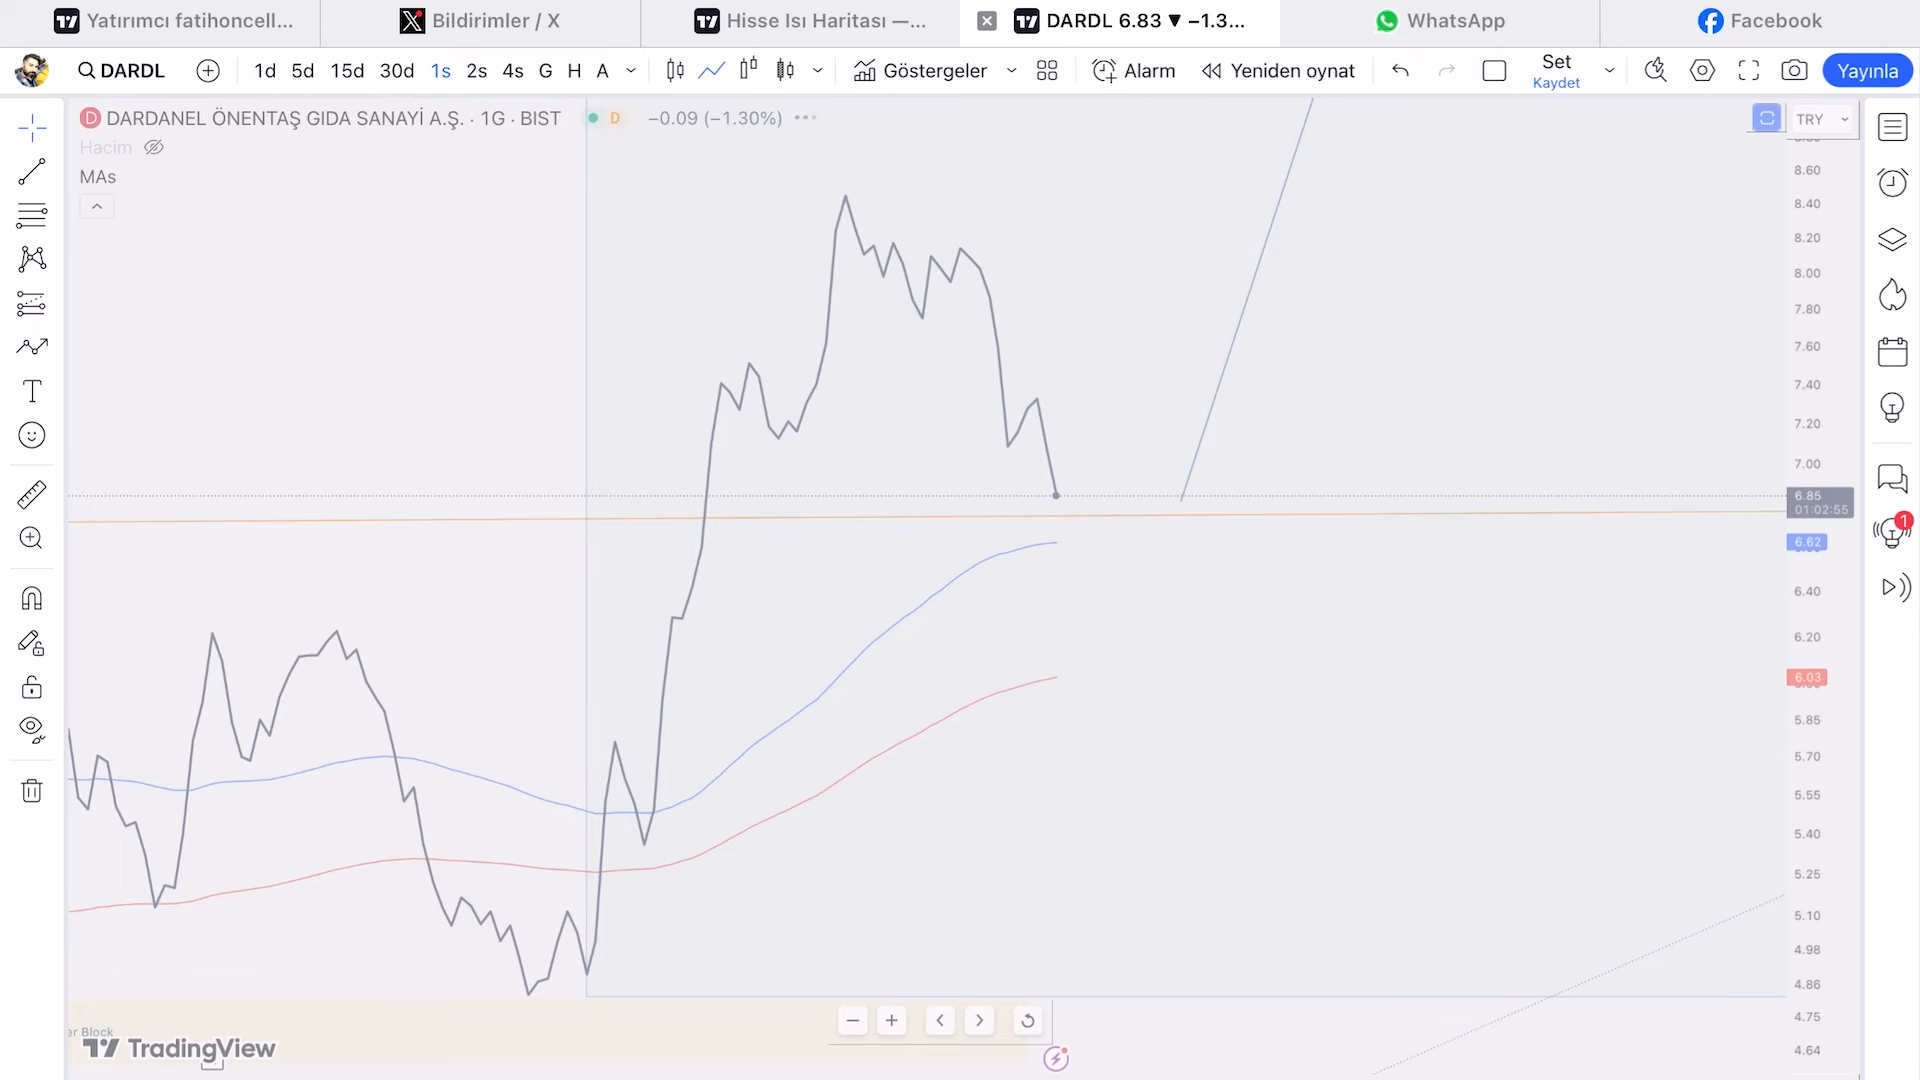 Yatırımcı fatihoncell...
Bildirimler / X
Hisse Isı Haritası —...
DARDL 6.83 ▼ −1.3...
WhatsApp
Facebook
DARDL
1d 5d 15d 30d 1s 2s 4s G H A
Göstergeler
Alarm
Yeniden oynat
Set
Kaydet
Yayınla
D DARDANEL ÖNENTAŞ GIDA SANAYİ A.Ş. · 1G · BIST
D
−0.09 (−1.30%)
TRY
Hacim
MAs
8.60
8.40
8.20
8.00
7.80
7.60
7.40
7.20
7.00
6.85
01:02:55
6.62
6.40
6.20
6.03
5.85
5.70
5.55
5.40
5.25
5.10
4.98
4.86
4.75
4.64
1
er Block
TradingView